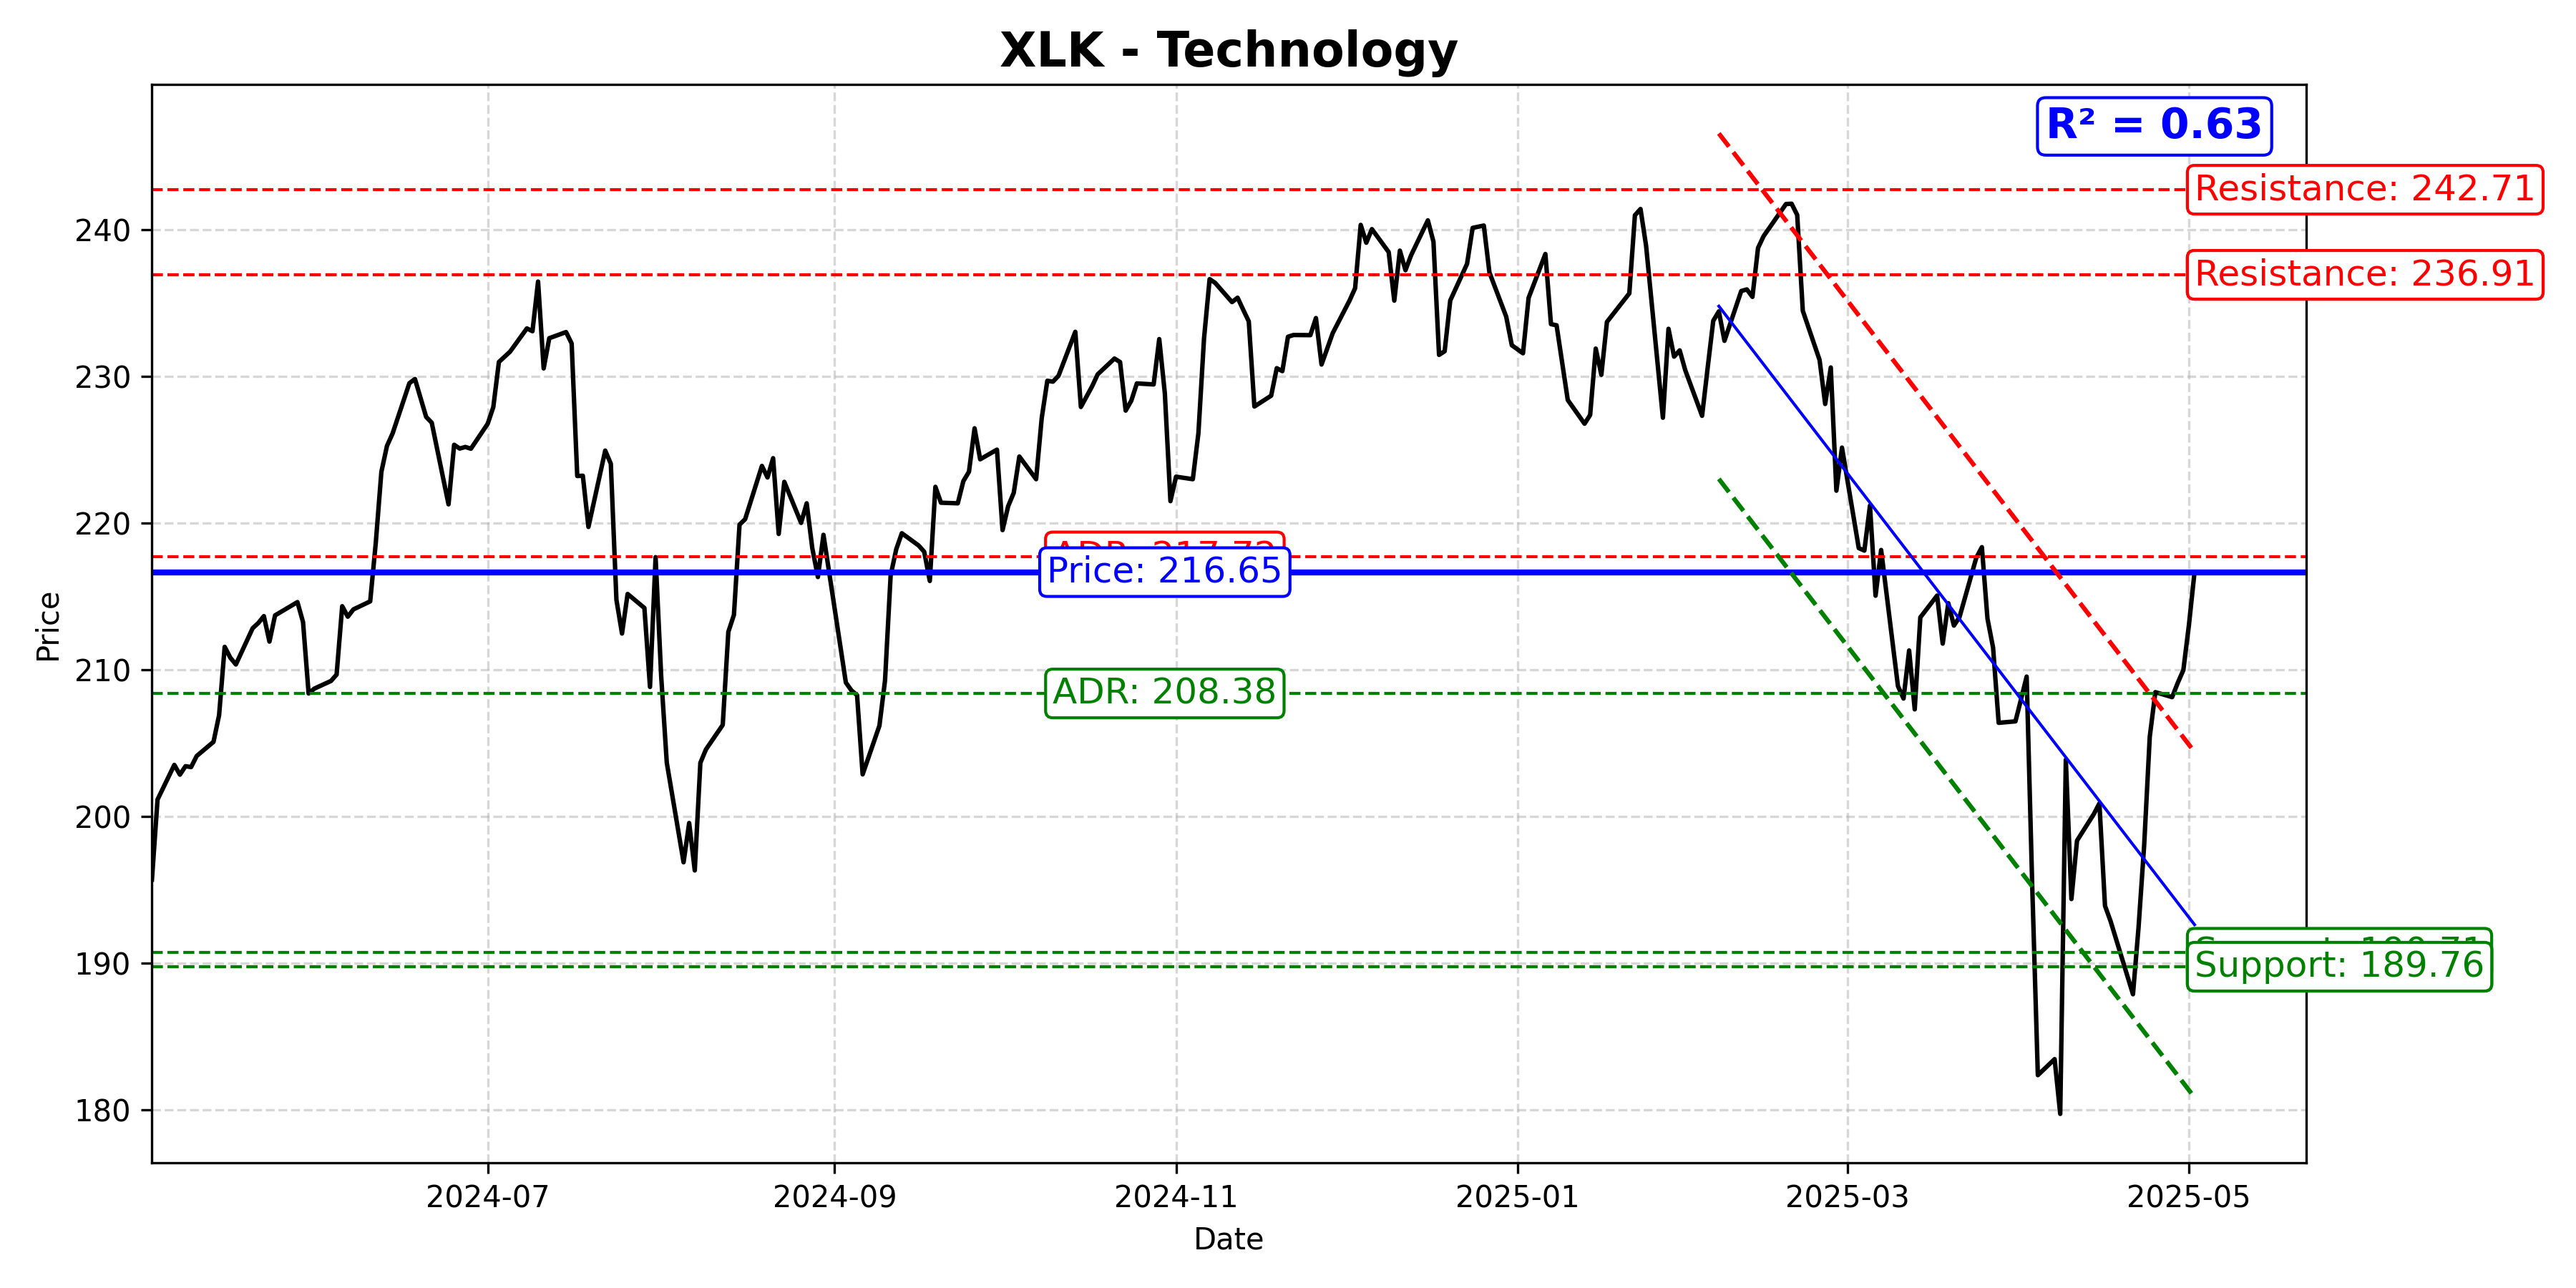 XLK - Technology
R² = 0.63
Resistance: 242.71
240
Resistance: 236.91
230
220
Price: 216.65
210
ADR: 208.38
200
190
Support: 189.76
180
Price
2024-07
2024-09
2024-11
2025-01
2025-03
2025-05
Date